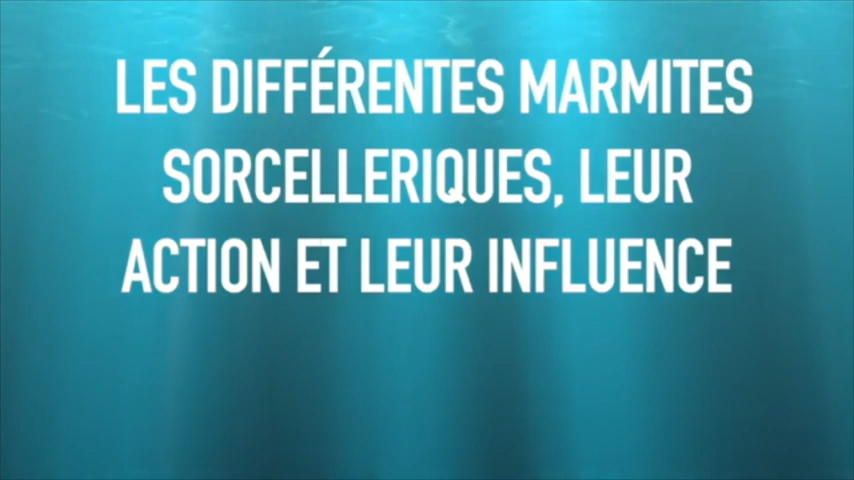 LES DIFFÉRENTES MARMITES
SORCELLERIQUES, LEUR
ACTION ET LEUR INFLUENCE